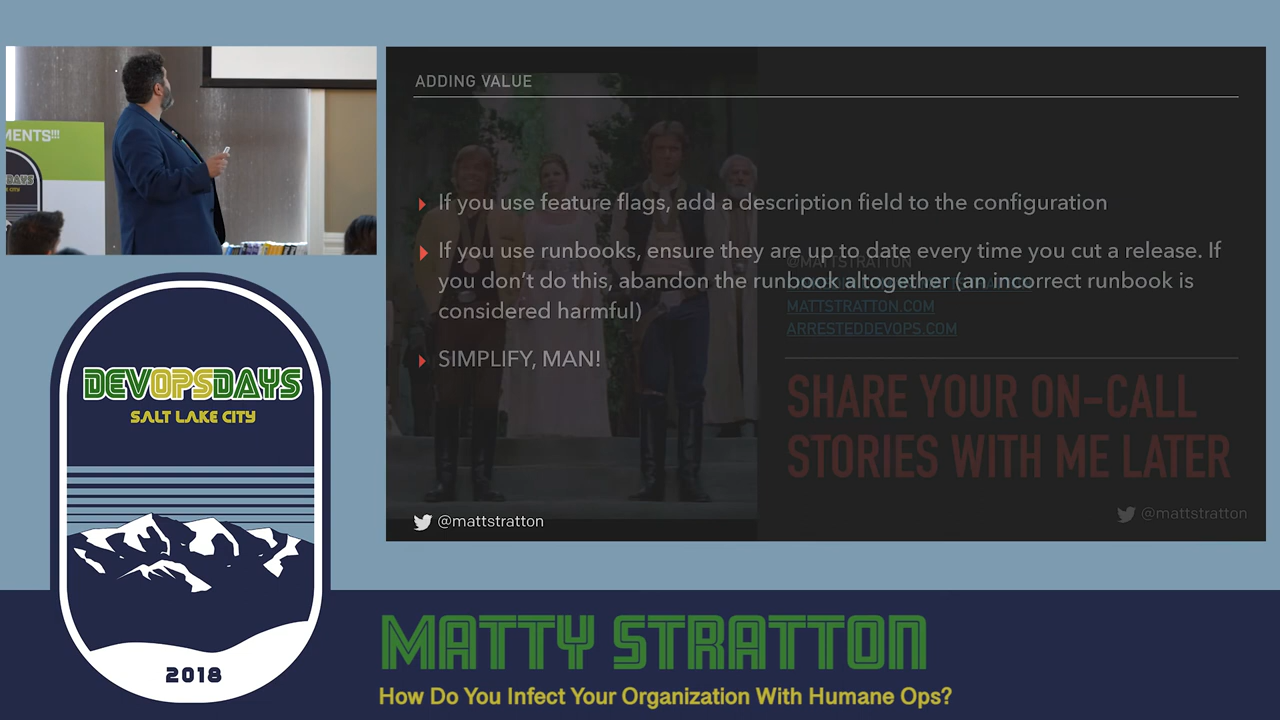 MENTS!!!
ADDING VALUE
If you use feature flags, add a description field to the configuration
If you use runbooks, ensure they are up to date every time you cut a release. If
you don't do this, abandon the runbook altogether (an incorrect runbook is
considered harmful)
SIMPLIFY, MAN!
@mattstratton
@MATTSTRATTON
MATTSTRATTON.COM
ARRESTEDDEVOPS.COM
SHARE YOUR ON-CALL
STORIES WITH ME LATER
@mattstratton
DEVOPSDAYS
SALT LAKE CITY
2018
MATTY STRATTON
How Do You Infect Your Organization With Humane Ops?